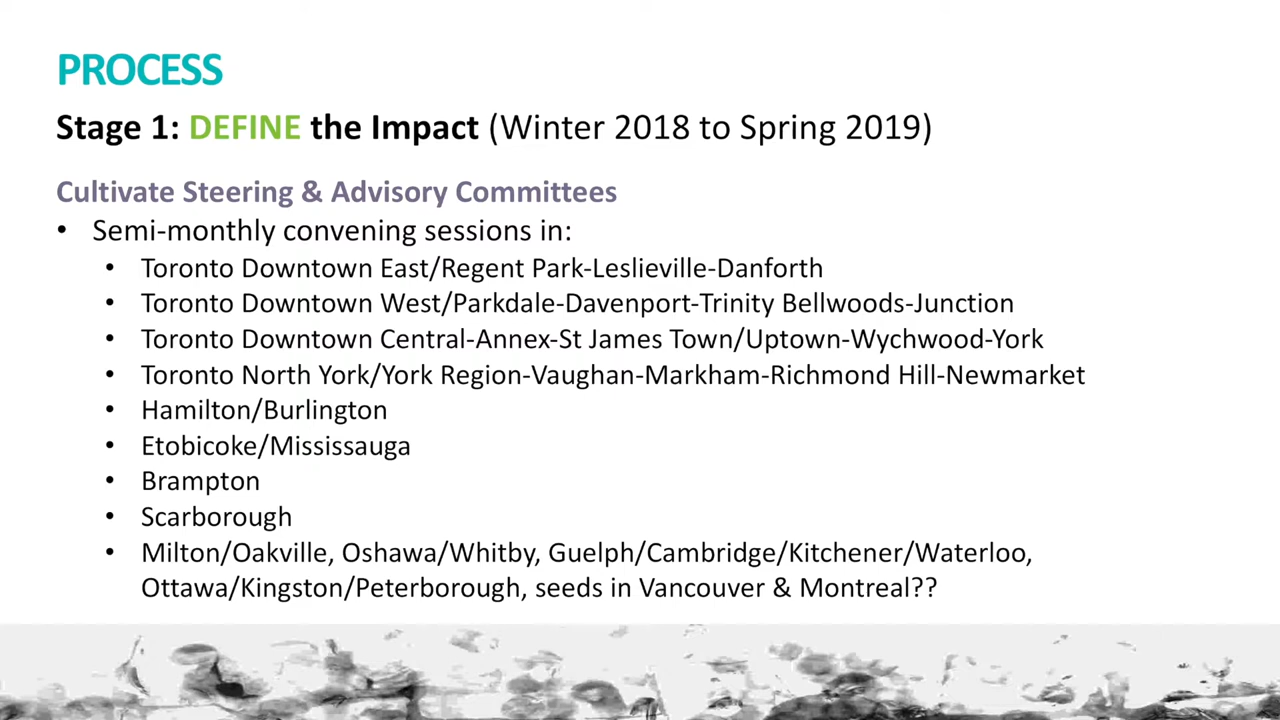 PROCESS
Stage 1: DEFINE the Impact (Winter 2018 to Spring 2019)
Cultivate Steering & Advisory Committees
• Semi-monthly convening sessions in:
• Toronto Downtown East/Regent Park-Leslieville-Danforth
• Toronto Downtown West/Parkdale-Davenport-Trinity Bellwoods-Junction
• Toronto Downtown Central-Annex-St James Town/Uptown-Wychwood-York
• Toronto North York/York Region-Vaughan-Markham-Richmond Hill-Newmarket
• Hamilton/Burlington
• Etobicoke/Mississauga
• Brampton
• Scarborough
• Milton/Oakville, Oshawa/Whitby, Guelph/Cambridge/Kitchener/Waterloo,
Ottawa/Kingston/Peterborough, seeds in Vancouver & Montreal??